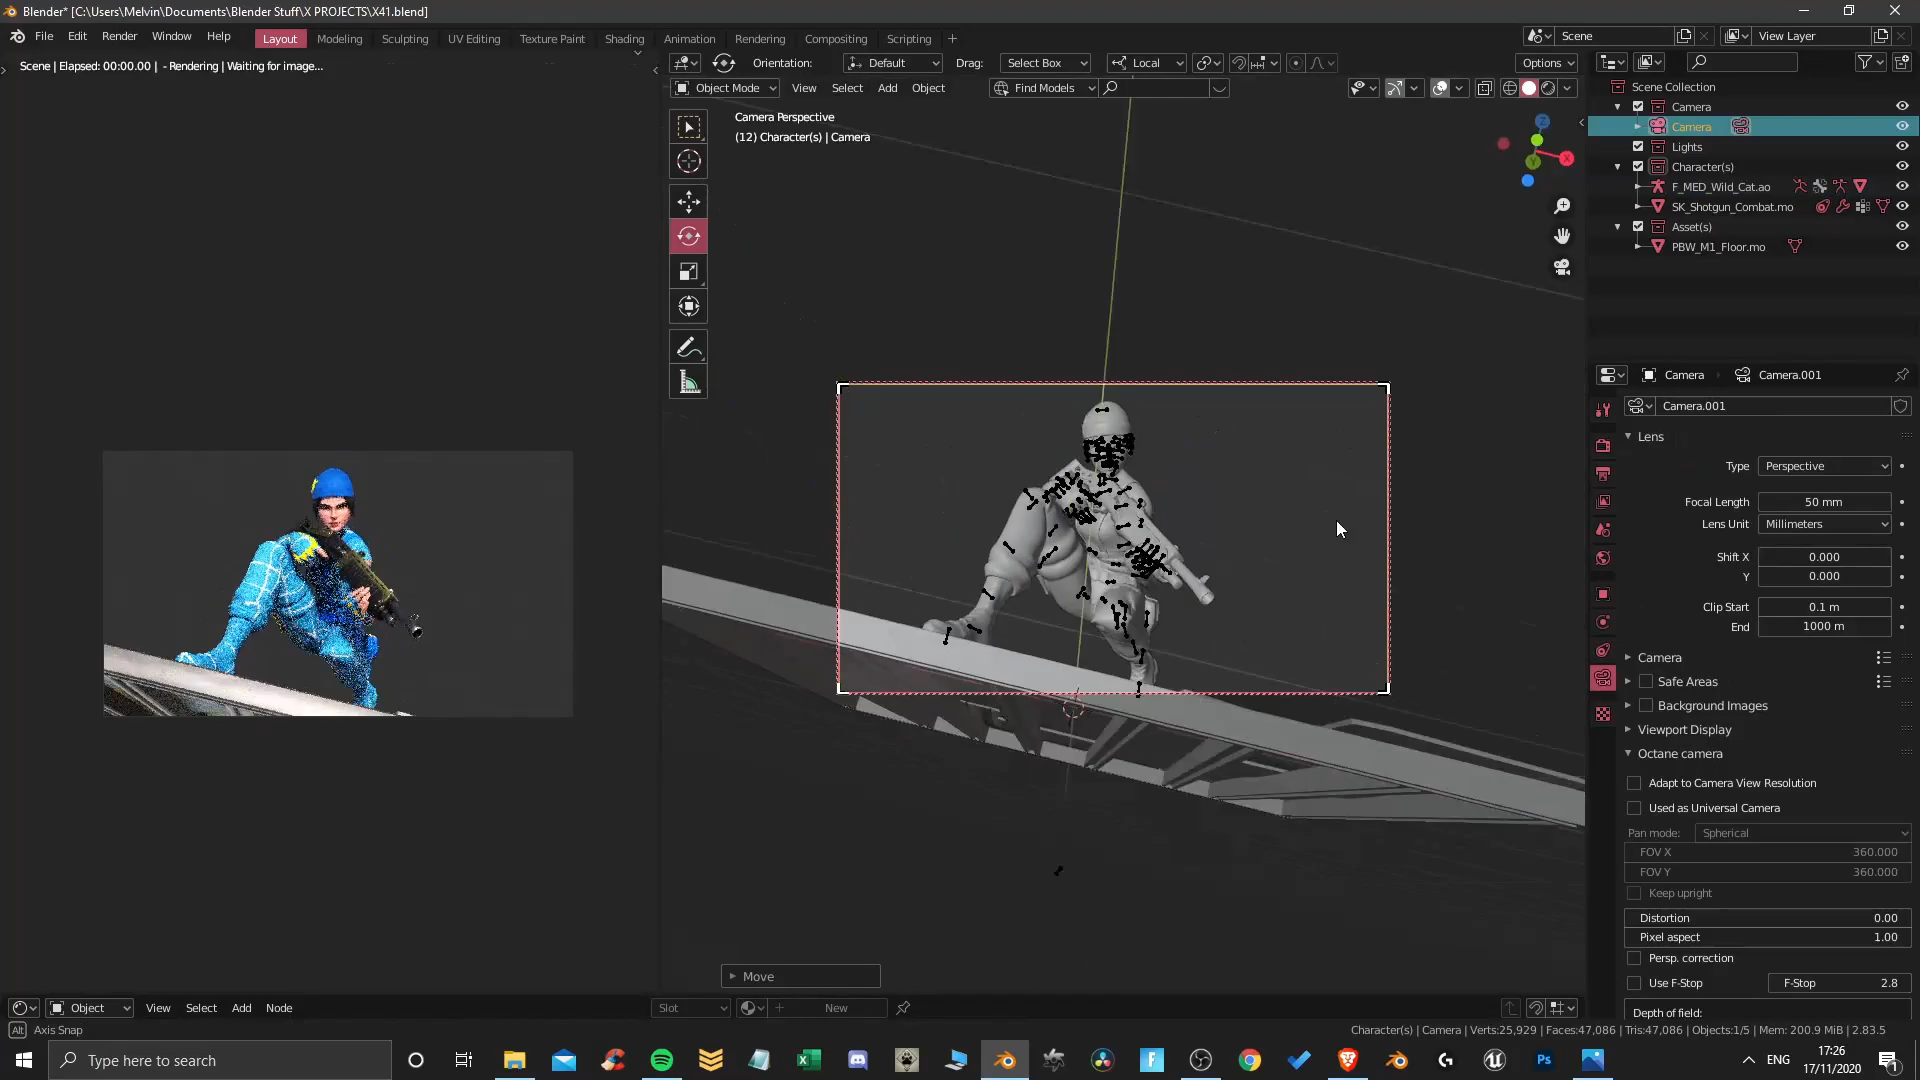 Blender* [C:\Users\Melvin\Documents\Blender Stuff\X PROJECTS\X41.blend]
File Edit Render Window Help Layout Modeling Sculpting UV Editing Texture Paint Shading Animation Rendering Compositing Scripting Scene View Layer
Scene | Elapsed: 00:00.00 | - Rendering | Waiting for image...
Orientation: Default Drag: Select Box Local Options
Object Mode View Select Add Object Find Models
Camera Perspective
(12) Character(s) | Camera
Z
X
Y
Scene Collection
Camera
Camera
Lights
Character(s)
F_MED_Wild_Cat.ao
SK_Shotgun_Combat.mo
Asset(s)
PBW_M1_Floor.mo
Camera Camera.001
Camera.001
Lens
Type Perspective
Focal Length 50 mm
Lens Unit Millimeters
Shift X 0.000
Y 0.000
Clip Start 0.1 m
End 1000 m
Camera
Safe Areas
Background Images
Viewport Display
Octane camera
Adapt to Camera View Resolution
Used as Universal Camera
Pan mode: Spherical
FOV X 360.000
FOV Y 360.000
Keep upright
Distortion 0.00
Pixel aspect 1.00
Persp. correction
Use F-Stop F-Stop 2.8
Depth of field:
Move
Object View Select Add Node Slot New
Alt Axis Snap
Character(s) | Camera | Verts:25,929 | Faces:47,086 | Tris:47,086 | Objects:1/5 | Mem: 200.9 MiB | 2.83.5
Type here to search
ENG
17:26
17/11/2020
1